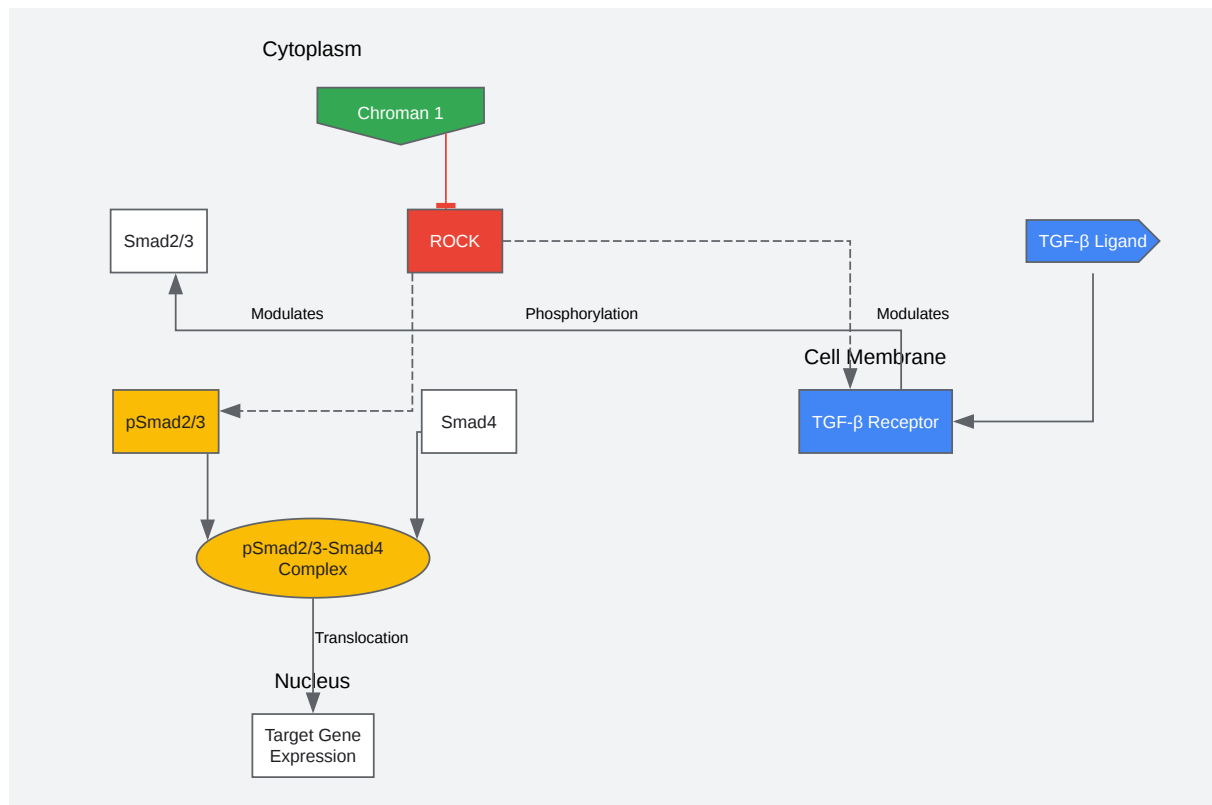 Cytoplasm
Chroman 1
Smad2/3
ROCK
TGF-β Ligand
Modulates
Phosphorylation
Modulates
Cell Membrane
pSmad2/3
Smad4
TGF-β Receptor
pSmad2/3-Smad4
Complex
Translocation
Nucleus
Target Gene
Expression